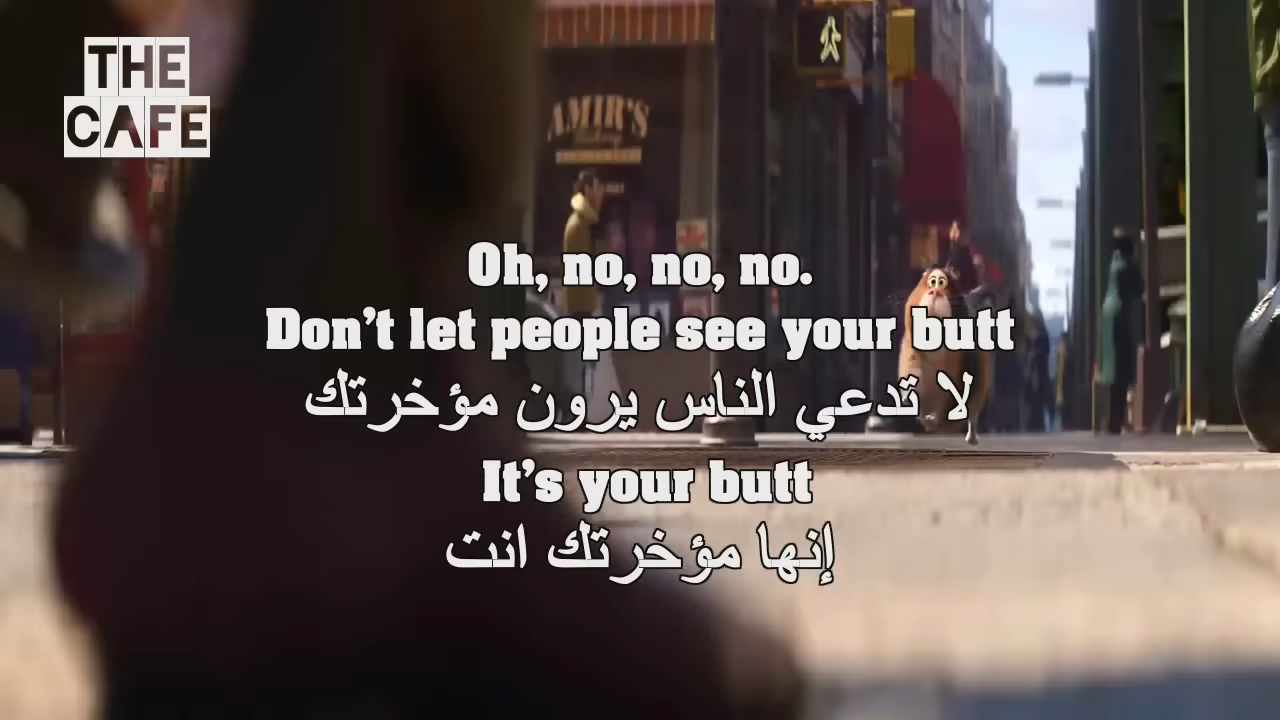 THE
CAFE
AMIR'S
Oh, no, no, no.
Don't let people see your butt
لا تدعي الناس يرون مؤخرتك
It's your butt
إنها مؤخرتك انت